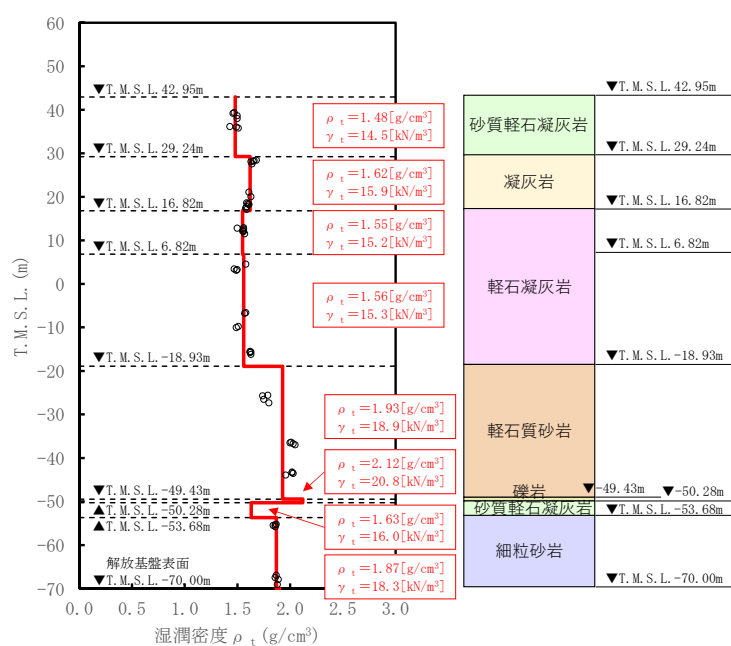 60
50
40
30
20
10
0
−10
−20
−30
−40
−50
−60
−70
T.M.S.L.(m)
0.0
0.5
1.0
1.5
2.0
2.5
3.0
湿潤密度ρt(g/cm³)
▼T.M.S.L.42.95m
▼T.M.S.L.29.24m
▼T.M.S.L.16.82m
▼T.M.S.L.6.82m
▼T.M.S.L.-18.93m
▼T.M.S.L.-49.43m
▲T.M.S.L.-50.28m
▲T.M.S.L.-53.68m
解放基盤表面
▼T.M.S.L.-70.00m
ρt＝1.48[g/cm³]
γt＝14.5[kN/m³]
ρt＝1.62[g/cm³]
γt＝15.9[kN/m³]
ρt＝1.55[g/cm³]
γt＝15.2[kN/m³]
ρt＝1.56[g/cm³]
γt＝15.3[kN/m³]
ρt＝1.93[g/cm³]
γt＝18.9[kN/m³]
ρt＝2.12[g/cm³]
γt＝20.8[kN/m³]
ρt＝1.63[g/cm³]
γt＝16.0[kN/m³]
ρt＝1.87[g/cm³]
γt＝18.3[kN/m³]
▼T.M.S.L.42.95m
砂質軽石凝灰岩
▼T.M.S.L.29.24m
凝灰岩
▼T.M.S.L.16.82m
▼T.M.S.L.6.82m
軽石凝灰岩
▼T.M.S.L.-18.93m
軽石質砂岩
礫岩
▼-49.43m
▼-50.28m
砂質軽石凝灰岩
▼T.M.S.L.-53.68m
細粒砂岩
▼T.M.S.L.-70.00m